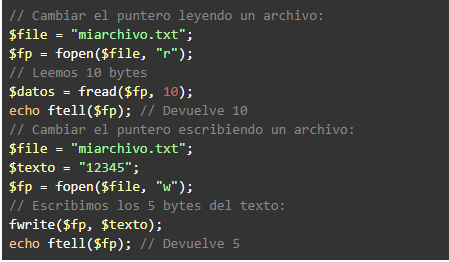 // Cambiar el puntero leyendo un archivo:
$file = "miarchivo.txt";
$fp = fopen($file, "r");
// Leemos 10 bytes
$datos = fread($fp, 10);
echo ftell($fp); // Devuelve 10
// Cambiar el puntero escribiendo un archivo:
$file = "miarchivo.txt";
$texto = "12345";
$fp = fopen($file, "w");
// Escribimos los 5 bytes del texto:
fwrite($fp, $texto);
echo ftell($fp); // Devuelve 5